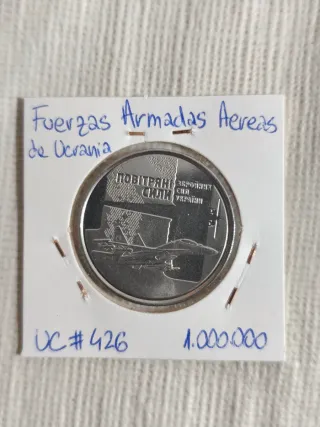 Fuerzas Armadas Aereas
de Ucrania
ПОВІТРЯНІ
СИЛИ
ЗБРОЙНИХ
СИЛ
УКРАЇНИ
UC # 426
1.000.000